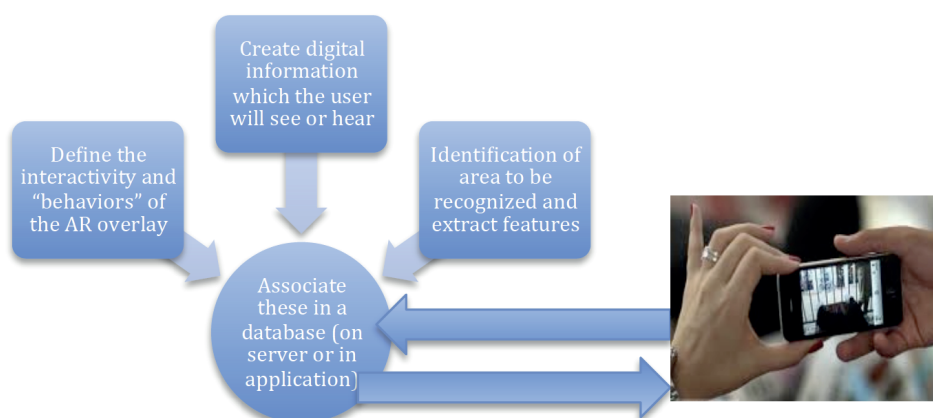 Create digital
information
which the user
will see or hear
Define the
interactivity and
“behaviors” of
the AR overlay
Identification of
area to be
recognized and
extract features
Associate
these in a
database (on
server or in
application)